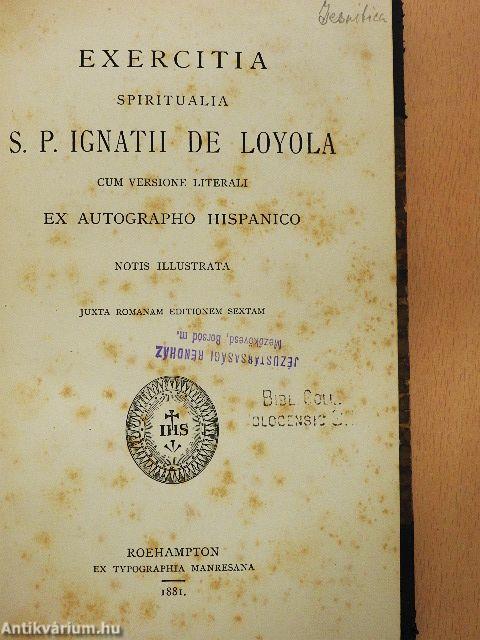 Jesuitica
EXERCITIA
SPIRITUALIA
S. P. IGNATII DE LOYOLA
CUM VERSIONE LITERALI
EX AUTOGRAPHO HISPANICO
NOTIS ILLUSTRATA
JUXTA ROMANAM EDITIONEM SEXTAM
JÉZUSTÁRSASÁGI RENDHÁZ
Mezőkövesd, Borsod m.
BIBL COLL
OLOCENSIS
IHS
ROEHAMPTON
EX TYPOGRAPHIA MANRESANA
1881.
Antikvárium.hu